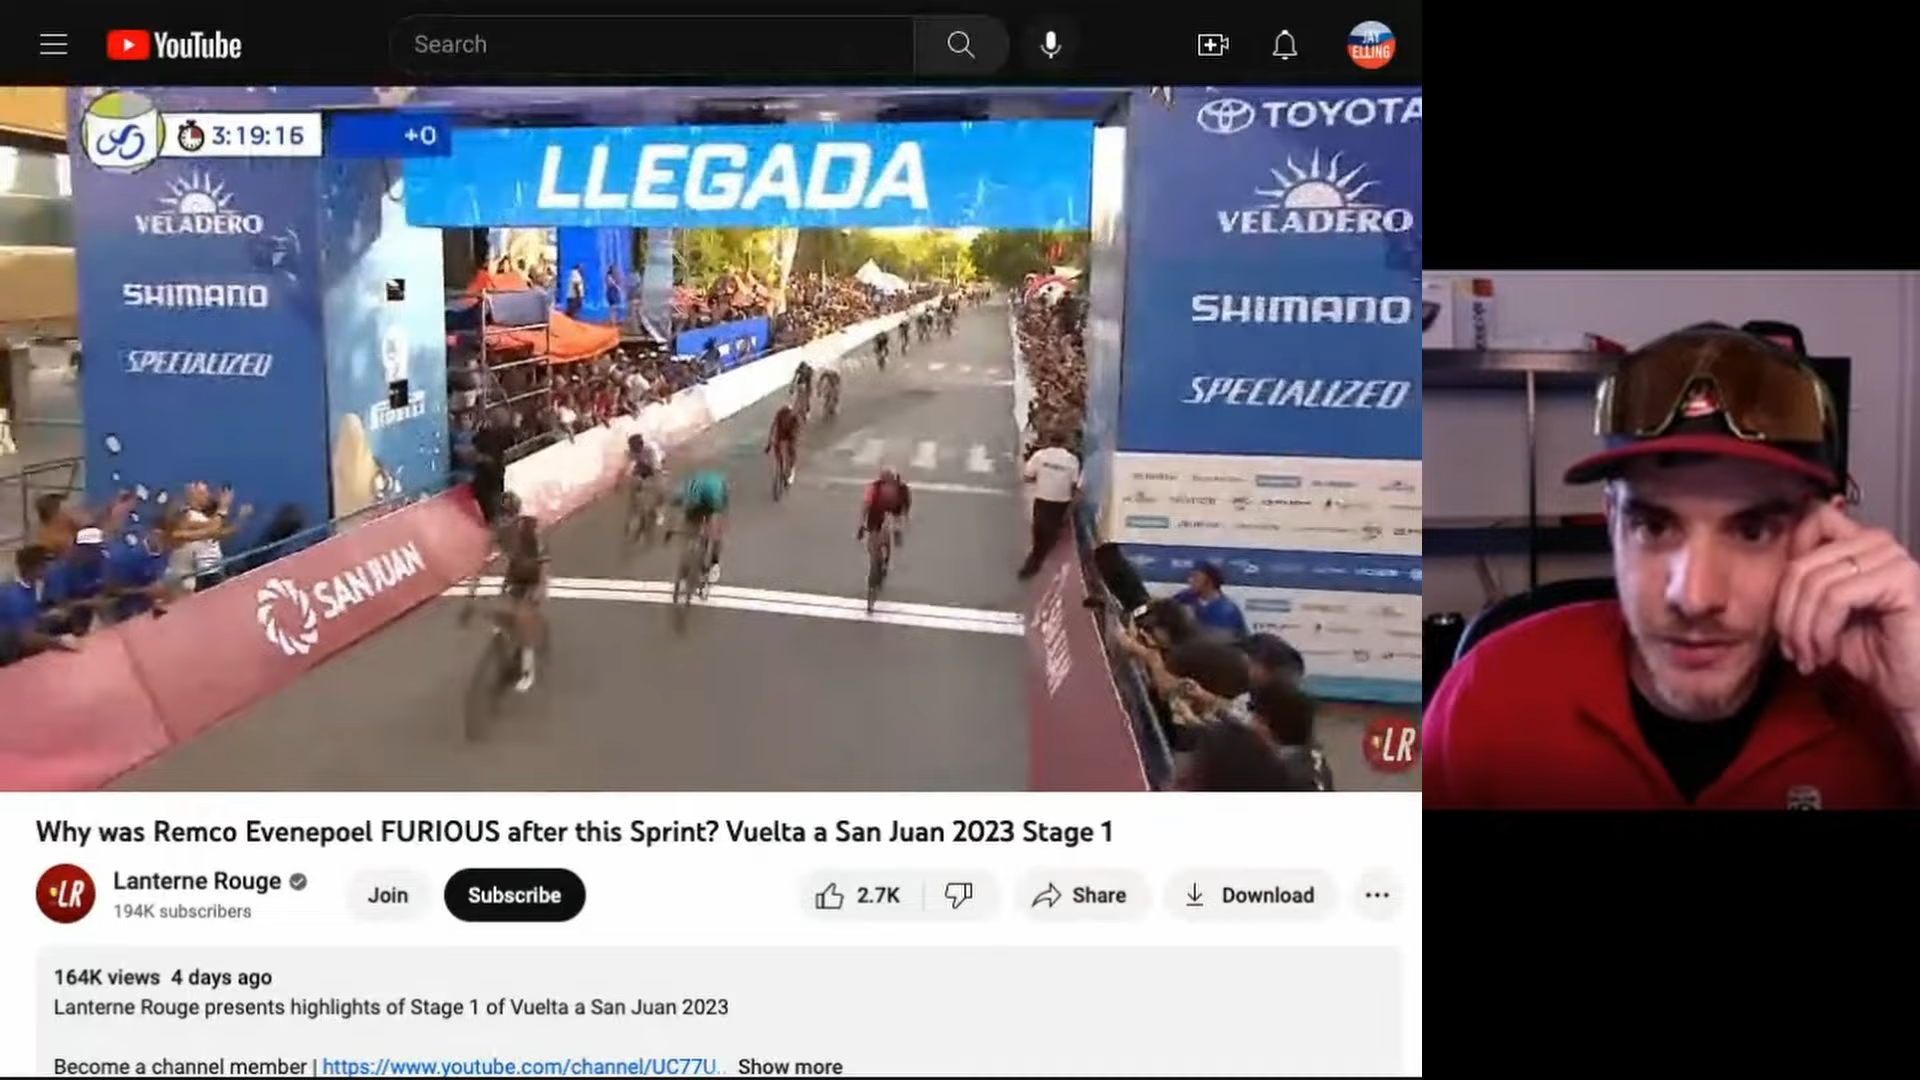 YouTube
Search
JAY
ELLING
3:19:16
+0
LLEGADA
TOYOTA
VELADERO
SHIMANO
SPECIALIZED
VELADERO
SHIMANO
SPECIALIZED
SAN JUAN
LR
Why was Remco Evenepoel FURIOUS after this Sprint? Vuelta a San Juan 2023 Stage 1
LR
Lanterne Rouge
194K subscribers
Join
Subscribe
2.7K
Share
Download
164K views 4 days ago
Lanterne Rouge presents highlights of Stage 1 of Vuelta a San Juan 2023
Become a channel member | https://www.youtube.com/channel/UC77U... Show more